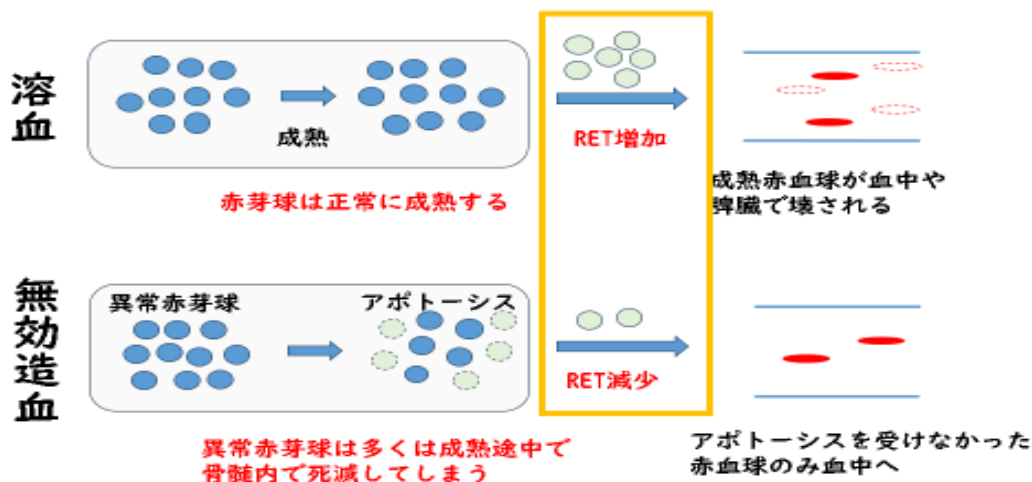 溶血
成熟
RET増加
赤芽球は正常に成熟する
成熟赤血球が血中や
脾臓で壊される
無効造血
異常赤芽球
アポトーシス
RET減少
異常赤芽球は多くは成熟途中で
骨髄内で死滅してしまう
アポトーシスを受けなかった
赤血球のみ血中へ